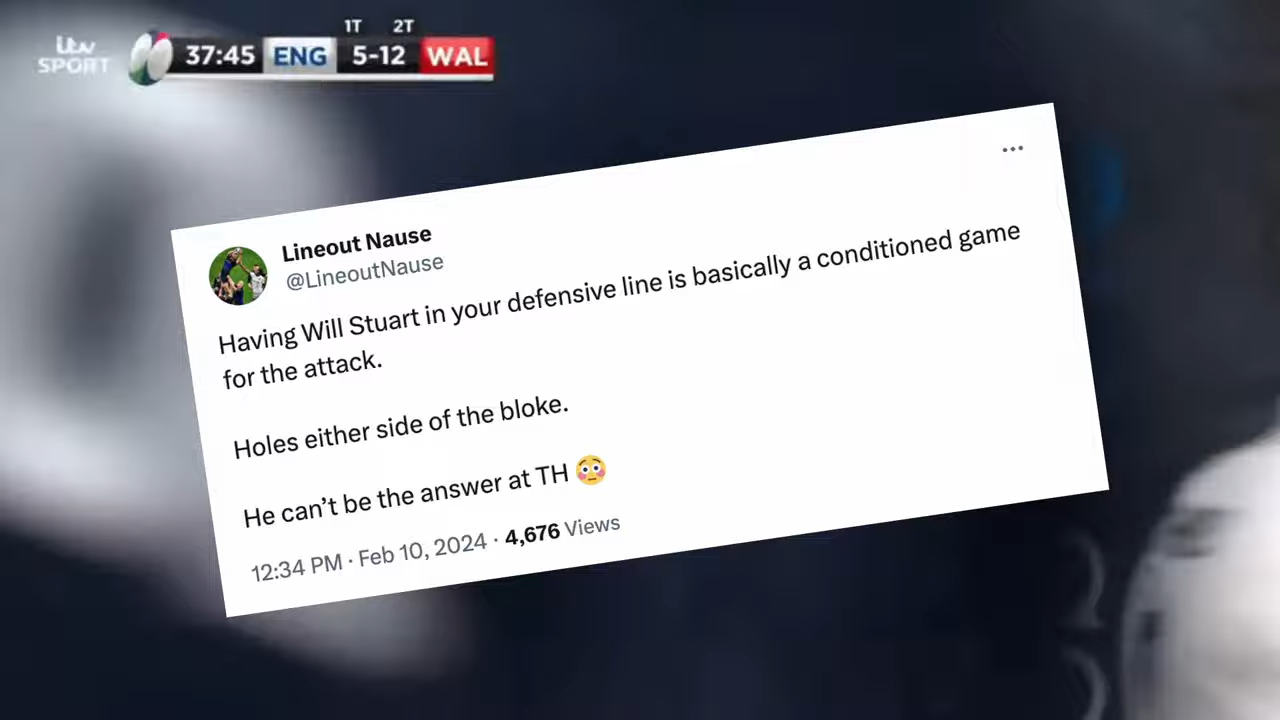 itv
SPORT
1T 2T
37:45 ENG 5-12 WAL
Lineout Nause
@LineoutNause
Having Will Stuart in your defensive line is basically a conditioned game
for the attack.
Holes either side of the bloke.
He can’t be the answer at TH 😳
12:34 PM · Feb 10, 2024 · 4,676 Views